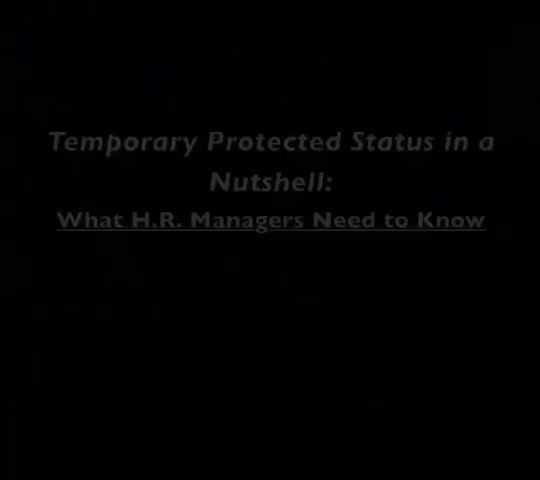 Temporary Protected Status in a
Nutshell:
What H.R. Managers Need to Know